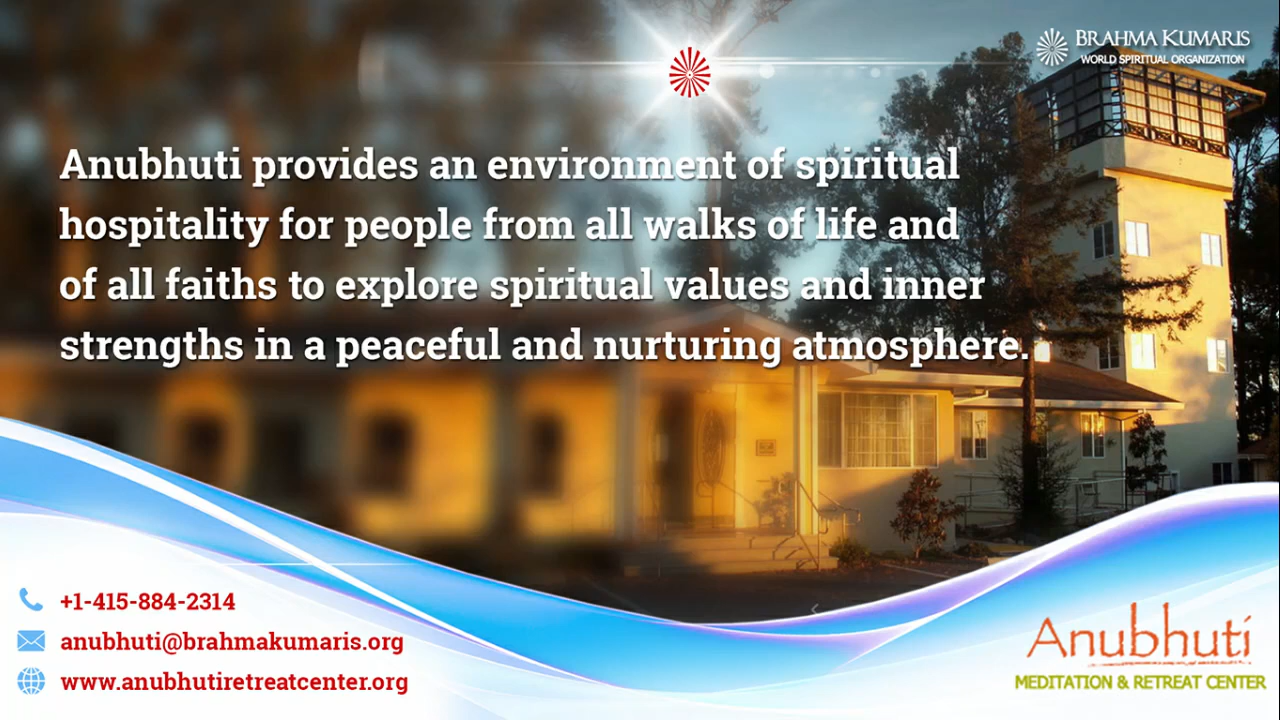 BRAHMA KUMARIS
WORLD SPIRITUAL ORGANIZATION
Anubhuti provides an environment of spiritual
hospitality for people from all walks of life and
of all faiths to explore spiritual values and inner
strengths in a peaceful and nurturing atmosphere.
+1-415-884-2314
anubhuti@brahmakumaris.org
www.anubhutiretreatcenter.org
Anubhuti
MEDITATION & RETREAT CENTER